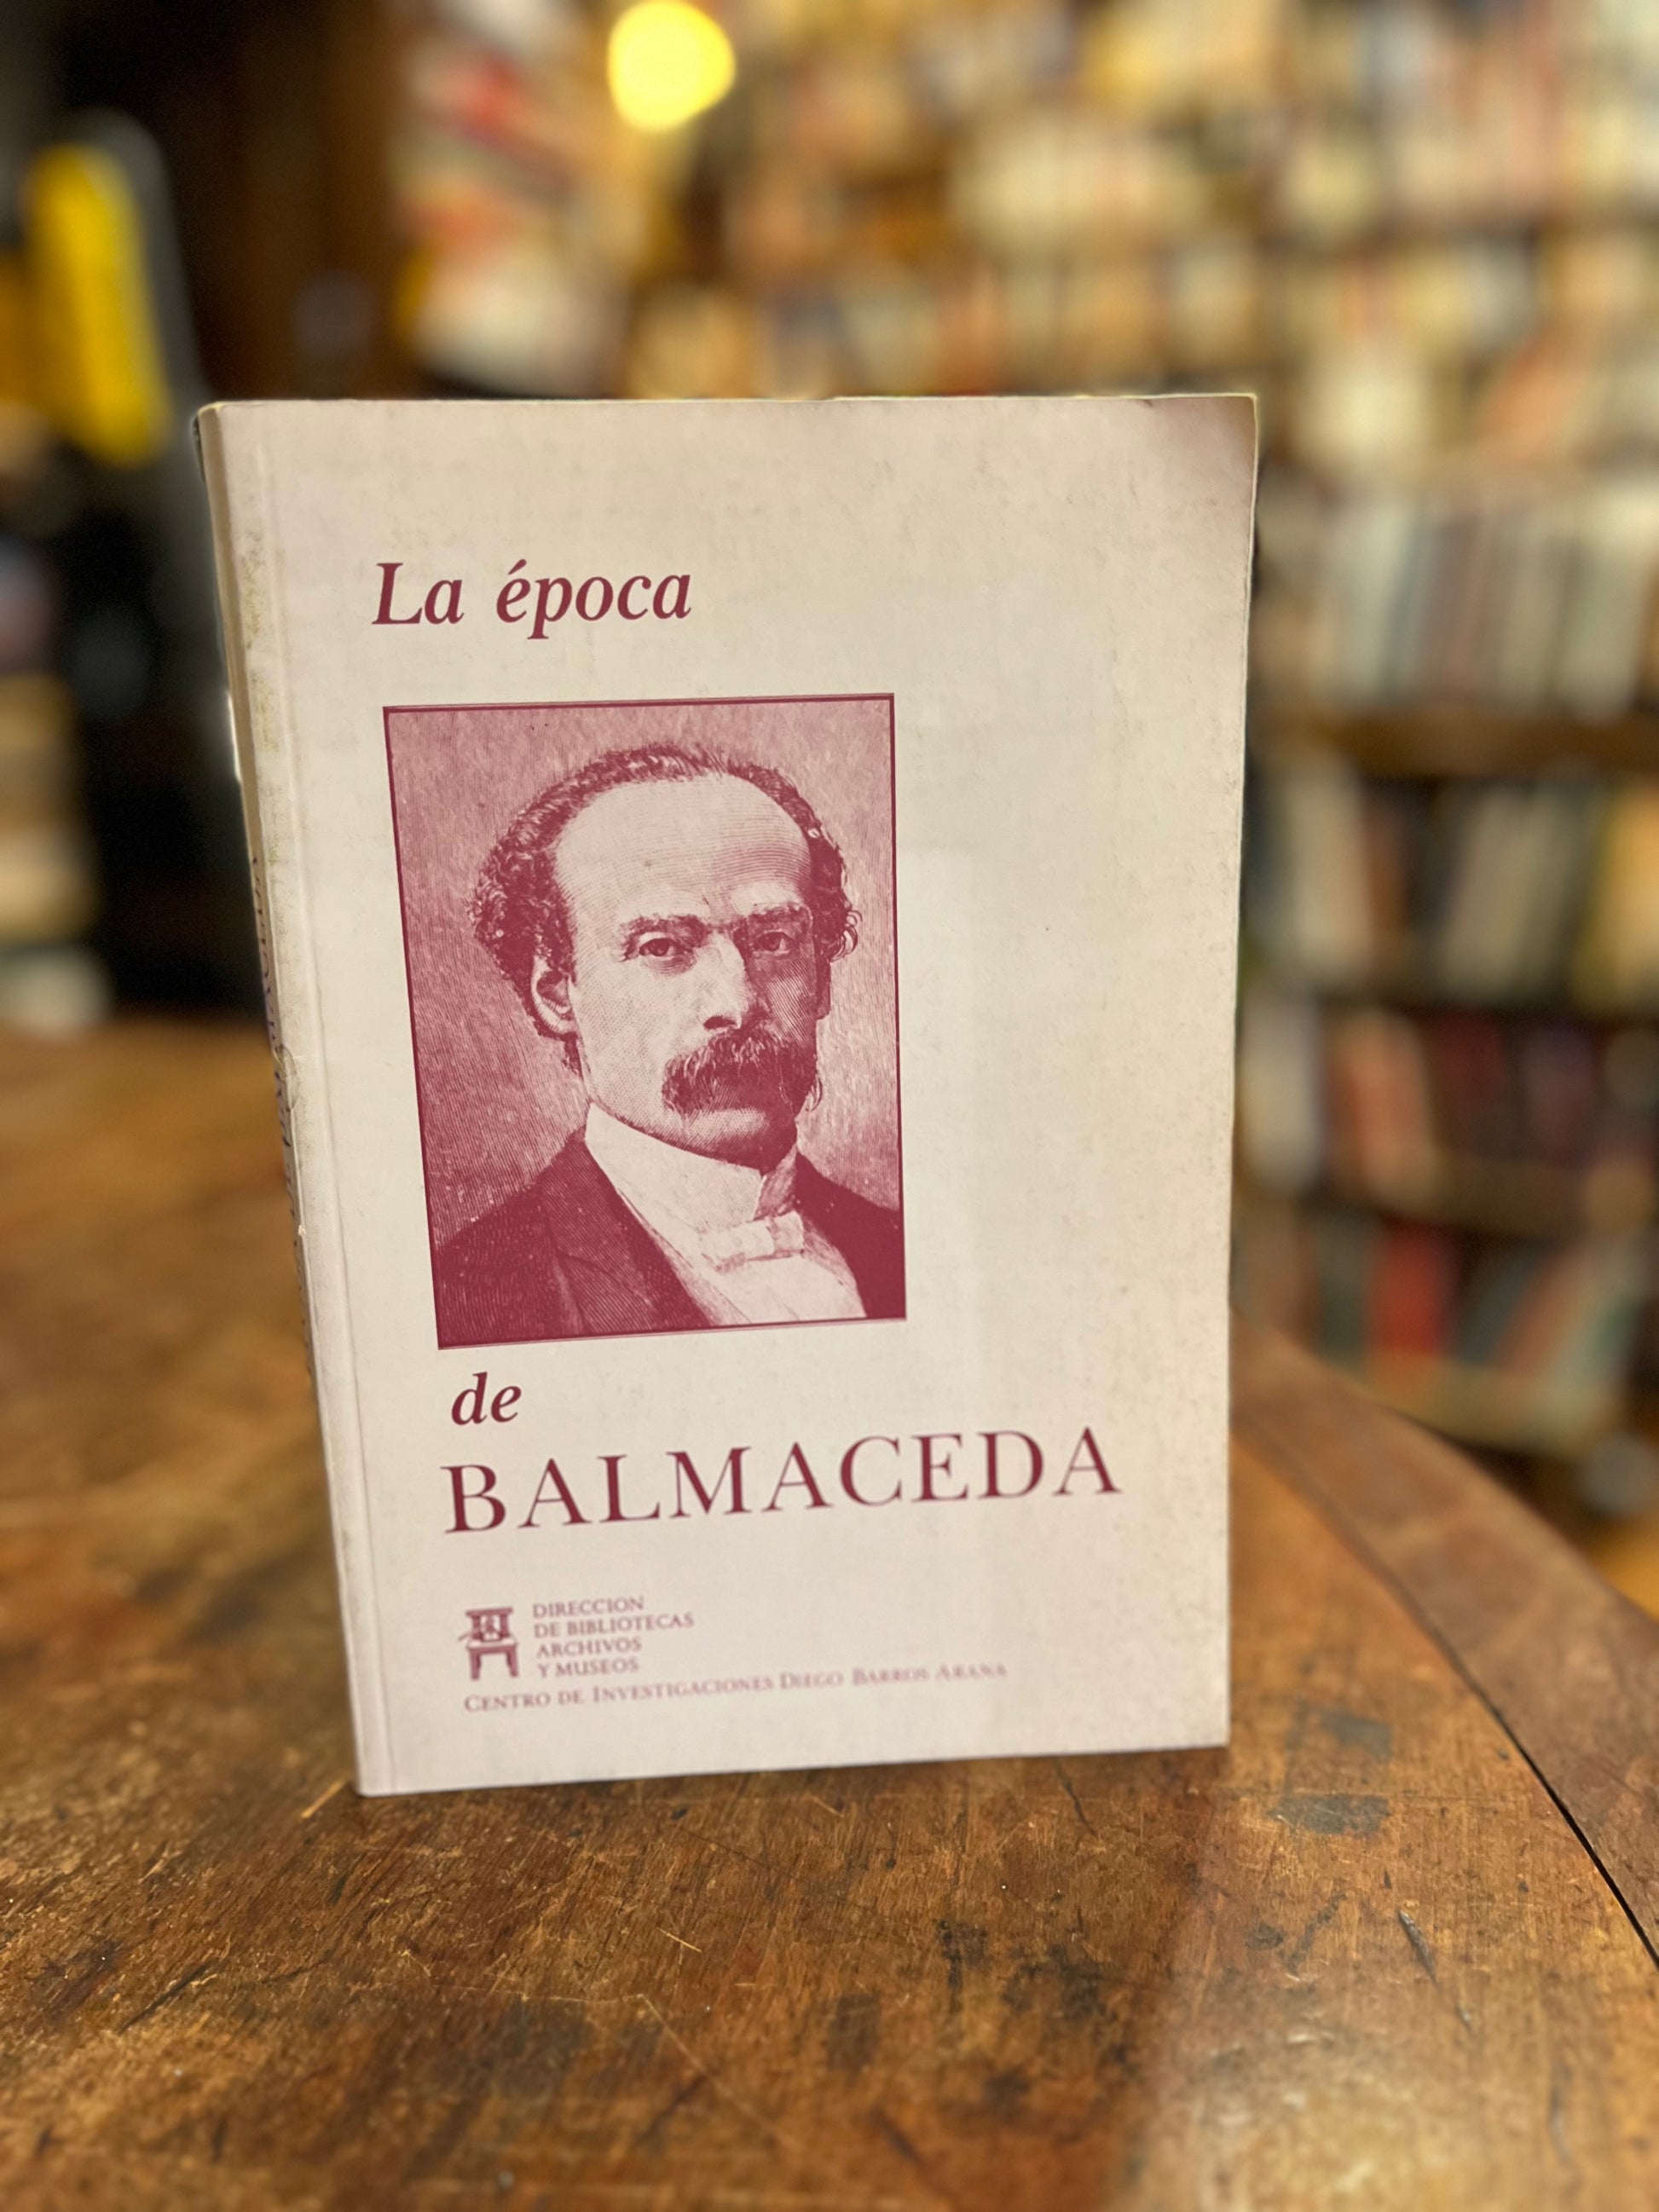 La época
de
BALMACEDA
DIRECCION
DE BIBLIOTECAS
ARCHIVOS
Y MUSEOS
CENTRO DE INVESTIGACIONES DIEGO BARROS ARANA